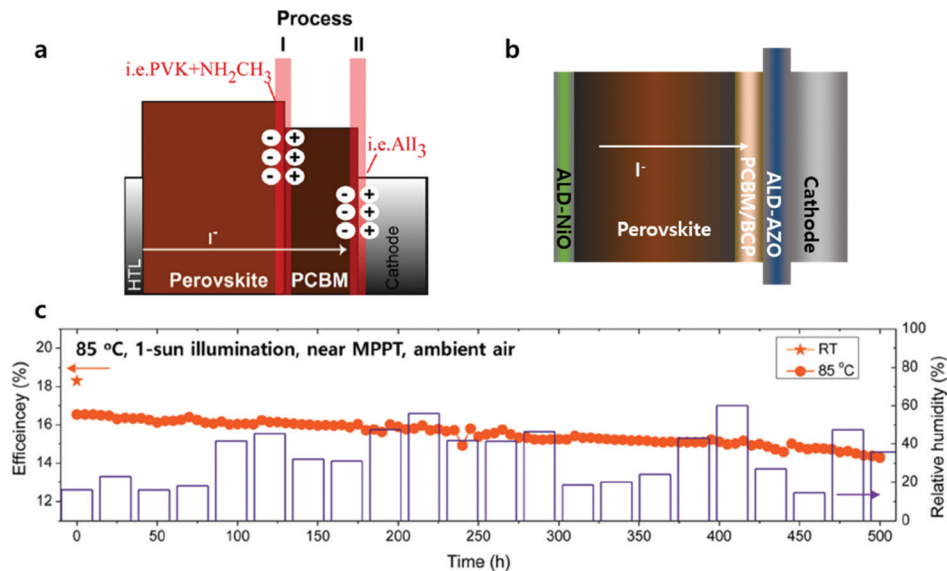 Process
a
I
II
b
i.e.PVK+NH2CH3
i.e.AlI3
-
+
-
+
-
+
-
+
-
+
-
+
I-
HTL
Perovskite
PCBM
Cathode
ALD-NiO
I-
Perovskite
PCBM/BCP
ALD-AZO
Cathode
c
85 oC, 1-sun illumination, near MPPT, ambient air
RT
85 oC
Efficeincey (%)
20
18
16
14
12
100
80
60
40
20
0
Relative humidity (%)
0
50
100
150
200
250
300
350
400
450
500
Time (h)